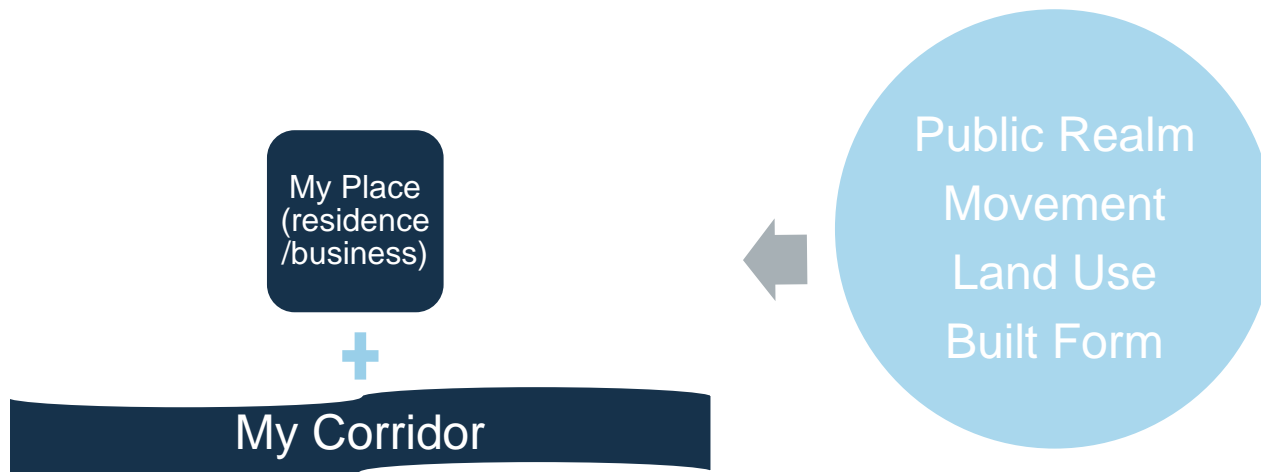 My Place
(residence
/business)
My Corridor
Public Realm
Movement
Land Use
Built Form